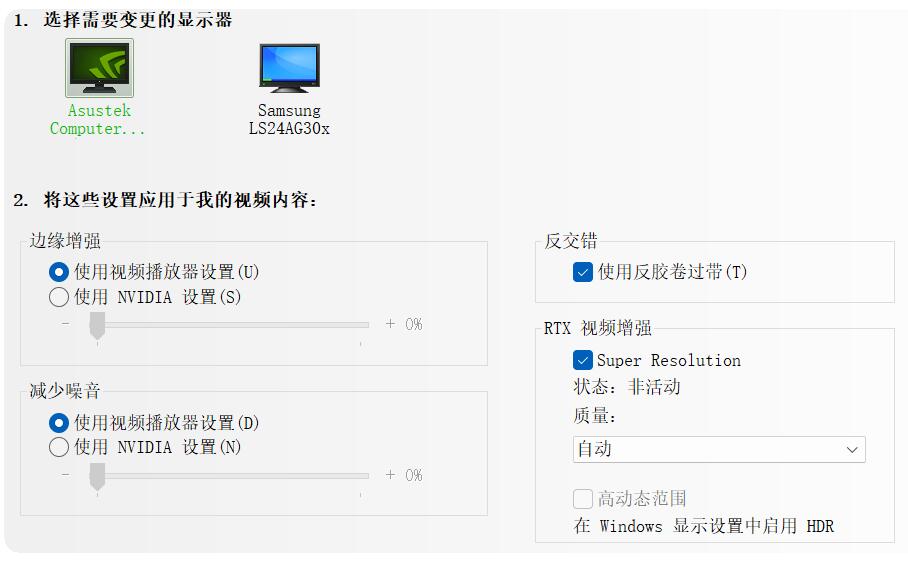 1. 选择需要变更的显示器
Asustek
Computer...
Samsung
LS24AG30x
2. 将这些设置应用于我的视频内容:
边缘增强
使用视频播放器设置(U)
使用 NVIDIA 设置(S)
- + 0%
减少噪音
使用视频播放器设置(D)
使用 NVIDIA 设置(N)
- + 0%
反交错
使用反胶卷过带(T)
RTX 视频增强
Super Resolution
状态: 非活动
质量:
自动
高动态范围
在 Windows 显示设置中启用 HDR